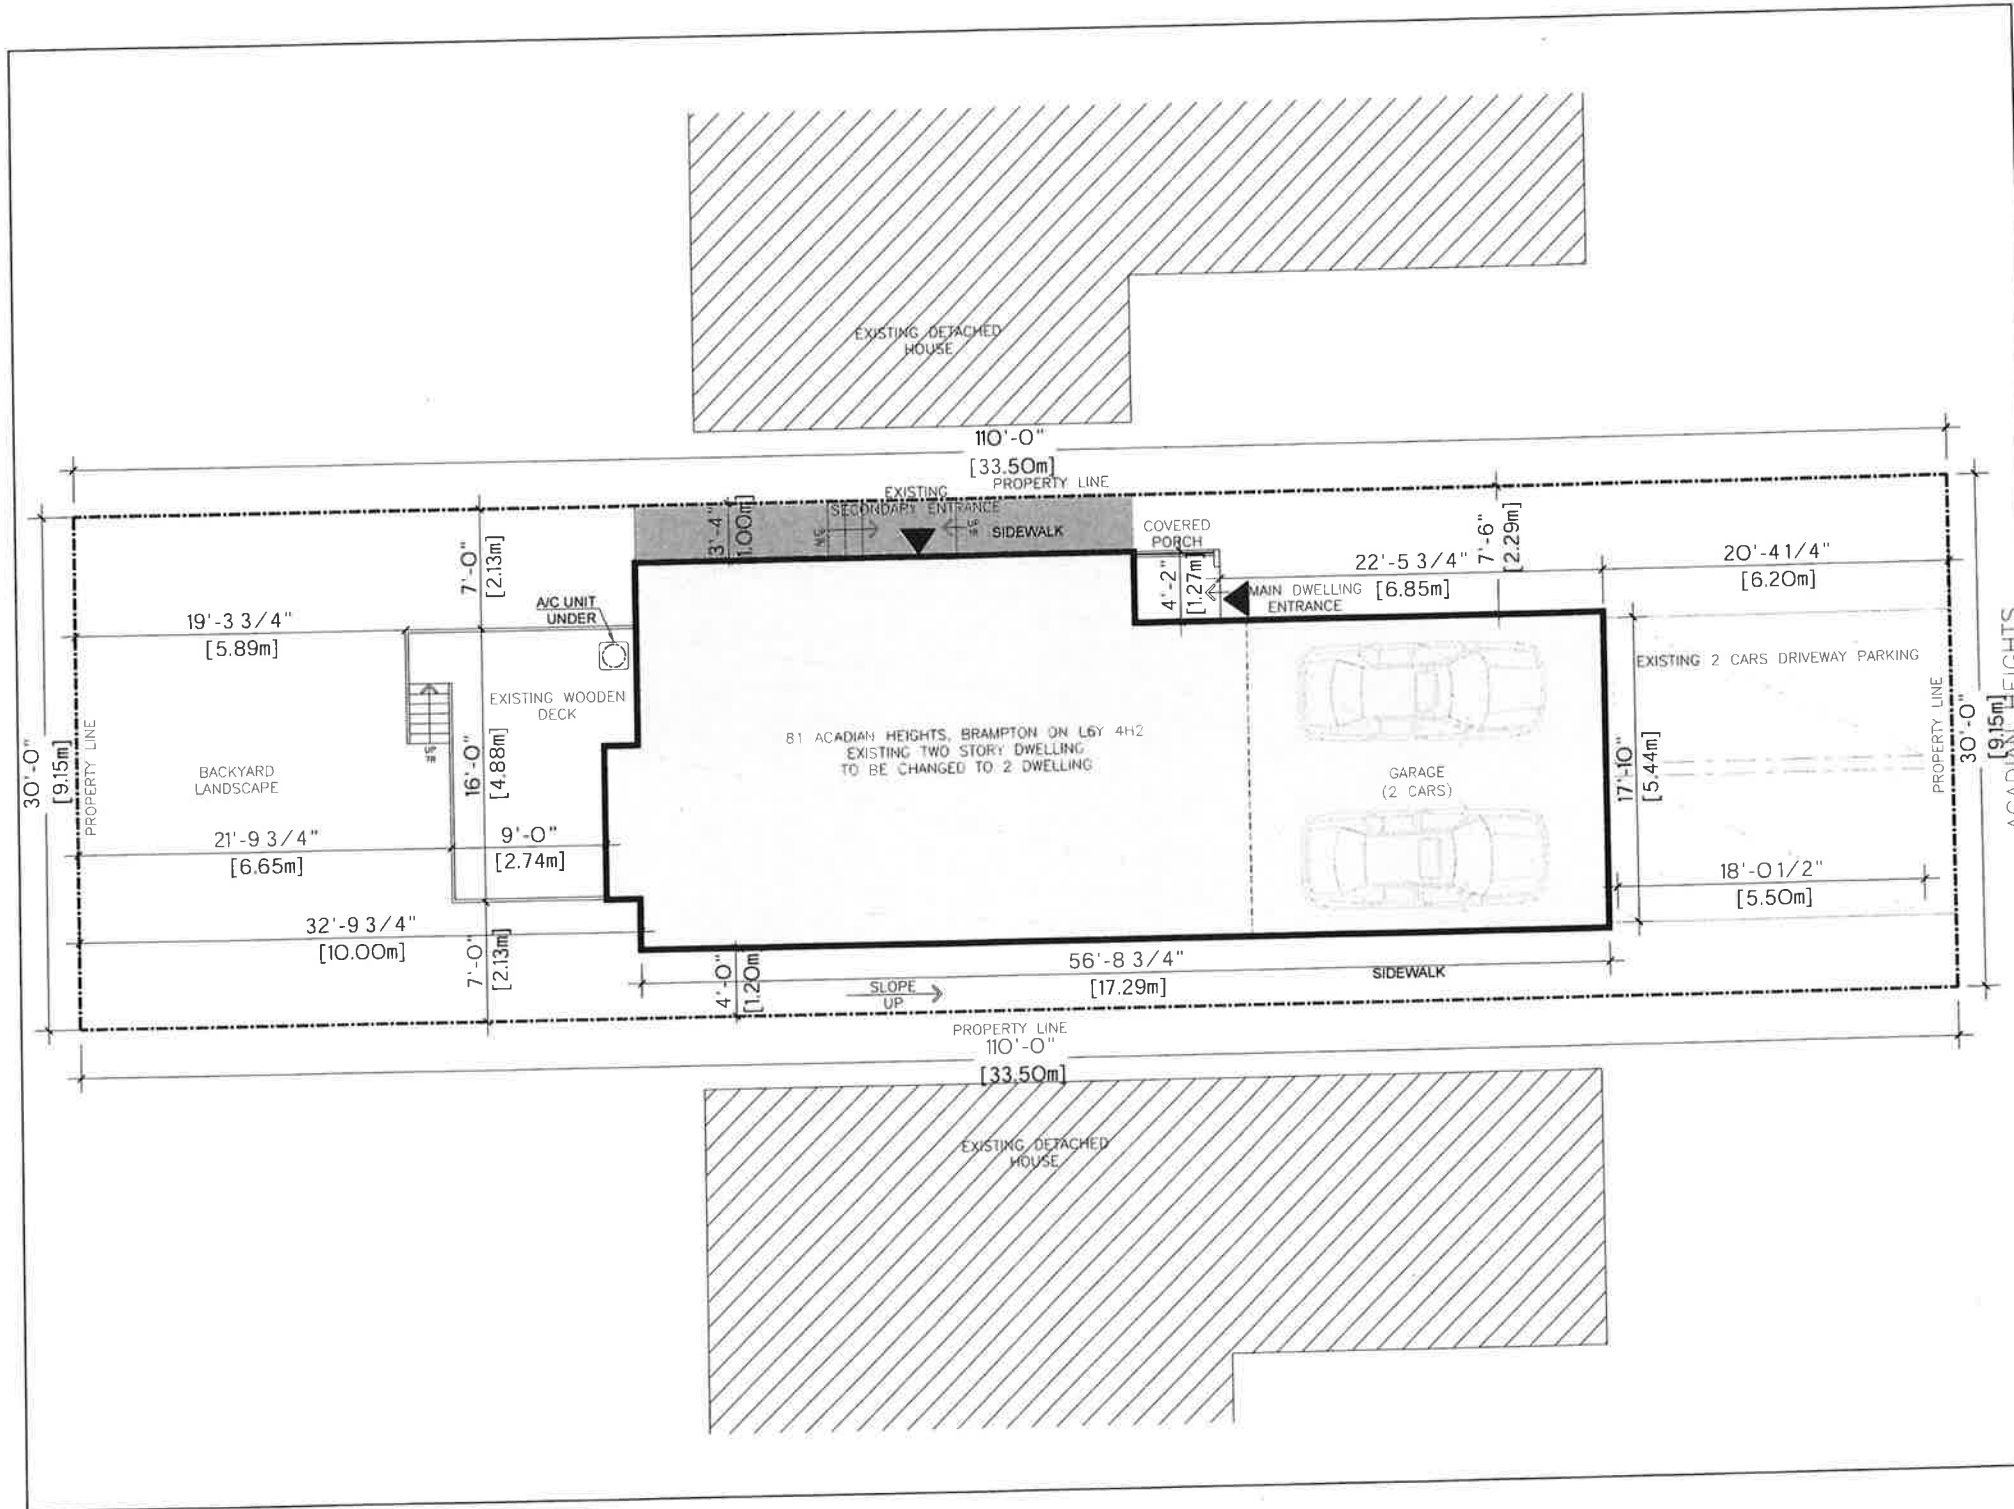 EXISTING DETACHED
HOUSE
110'-0"
[33.50m]
PROPERTY LINE
EXISTING
SECONDARY ENTRANCE
SIDEWALK
3'-4"
1.00m]
COVERED
PORCH
4'-2"
[1.27m]
MAIN DWELLING
ENTRANCE
22'-5 3/4"
[6.85m]
7'-6"
[2.29m]
20'-4 1/4"
[6.20m]
7'-0"
[2.13m]
A/C UNIT
UNDER
19'-3 3/4"
[5.89m]
EXISTING WOODEN
DECK
UP
7R
16'-0"
[4.88m]
30'-0"
[9.15m]
PROPERTY LINE
BACKYARD
LANDSCAPE
81 ACADIAN HEIGHTS, BRAMPTON ON L6Y 4H2
EXISTING TWO STORY DWELLING
TO BE CHANGED TO 2 DWELLING
GARAGE
(2 CARS)
EXISTING 2 CARS DRIVEWAY PARKING
17'-10"
[5.44m]
PROPERTY LINE
30'-0"
[9.15m]
ACADIAN HEIGHTS
21'-9 3/4"
[6.65m]
9'-0"
[2.74m]
18'-0 1/2"
[5.50m]
32'-9 3/4"
[10.00m]
7'-0"
[2.13m]
4'-0"
[1.20m
SLOPE
UP
56'-8 3/4"
[17.29m]
SIDEWALK
PROPERTY LINE
110'-0"
[33.50m]
EXISTING DETACHED
HOUSE